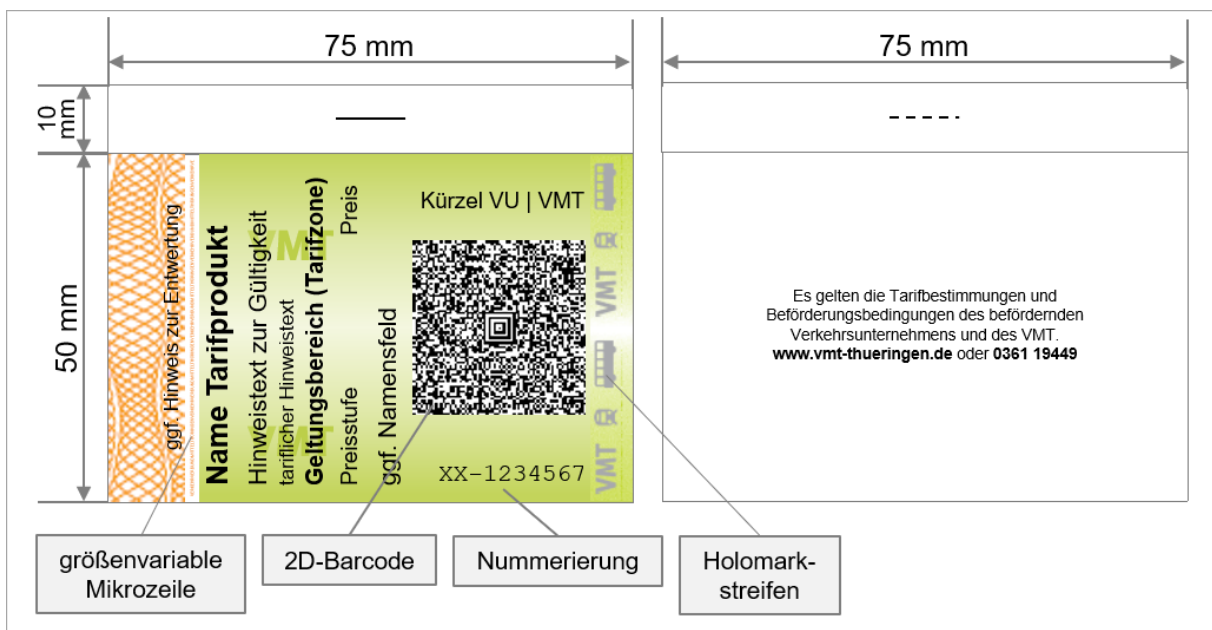 75 mm
75 mm
10
mm
50 mm
ggf. Hinweis zur Entwertung
Name Tarifprodukt
Hinweistext zur Gültigkeit
tariflicher Hinweistext
Geltungsbereich (Tarifzone)
Preisstufe
Preis
ggf. Namensfeld
VMT
VMT
Kürzel VU | VMT
XX-1234567
VMT
VMT
Es gelten die Tarifbestimmungen und
Beförderungsbedingungen des befördernden
Verkehrsunternehmens und des VMT.
www.vmt-thueringen.de oder 0361 19449
größenvariable
Mikrozeile
2D-Barcode
Nummerierung
Holomark-
streifen